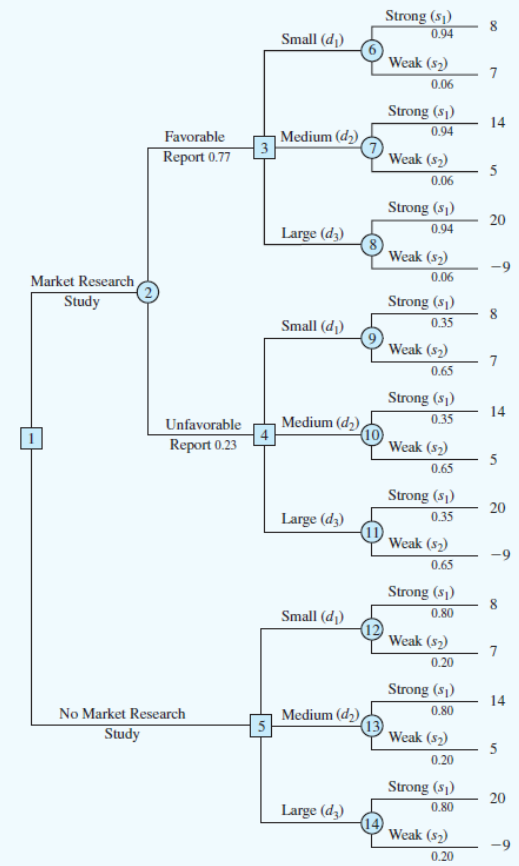 Strong (s₁)
0.94
8
Small (d₁)
6
Weak (s₂)
0.06
7
Strong (s₁)
0.94
14
Favorable
Report 0.77
3
Medium (d₂)
7
Weak (s₂)
0.06
5
Strong (s₁)
0.94
20
Large (d₃)
8
Weak (s₂)
0.06
−9
Market Research
Study
2
Strong (s₁)
0.35
8
Small (d₁)
9
Weak (s₂)
0.65
7
Strong (s₁)
0.35
14
1
Unfavorable
Report 0.23
4
Medium (d₂)
10
Weak (s₂)
0.65
5
Strong (s₁)
0.35
20
Large (d₃)
11
Weak (s₂)
0.65
−9
Strong (s₁)
0.80
8
Small (d₁)
12
Weak (s₂)
0.20
7
Strong (s₁)
0.80
14
No Market Research
Study
5
Medium (d₂)
13
Weak (s₂)
0.20
5
Strong (s₁)
0.80
20
Large (d₃)
14
Weak (s₂)
0.20
−9